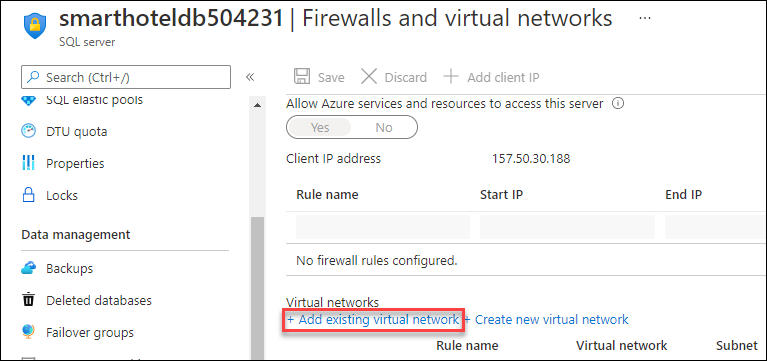 smarthoteldb504231 | Firewalls and virtual networks ...
SQL server
Search (Ctrl+/)
«
SQL elastic pools
DTU quota
Properties
Locks
Data management
Backups
Deleted databases
Failover groups
Save Discard + Add client IP
Allow Azure services and resources to access this server
Yes No
Client IP address 157.50.30.188
Rule name Start IP End IP
No firewall rules configured.
Virtual networks
+ Add existing virtual network + Create new virtual network
Rule name Virtual network Subnet